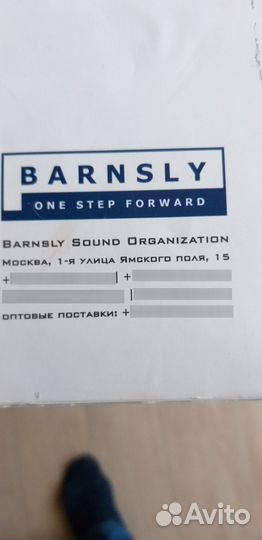 BARNSLY
ONE STEP FORWARD
BARNSLY SOUND ORGANIZATION
МОСКВА, 1-Я УЛИЦА ЯМСКОГО ПОЛЯ, 15
+ | +
|
ОПТОВЫЕ ПОСТАВКИ: +
Avito